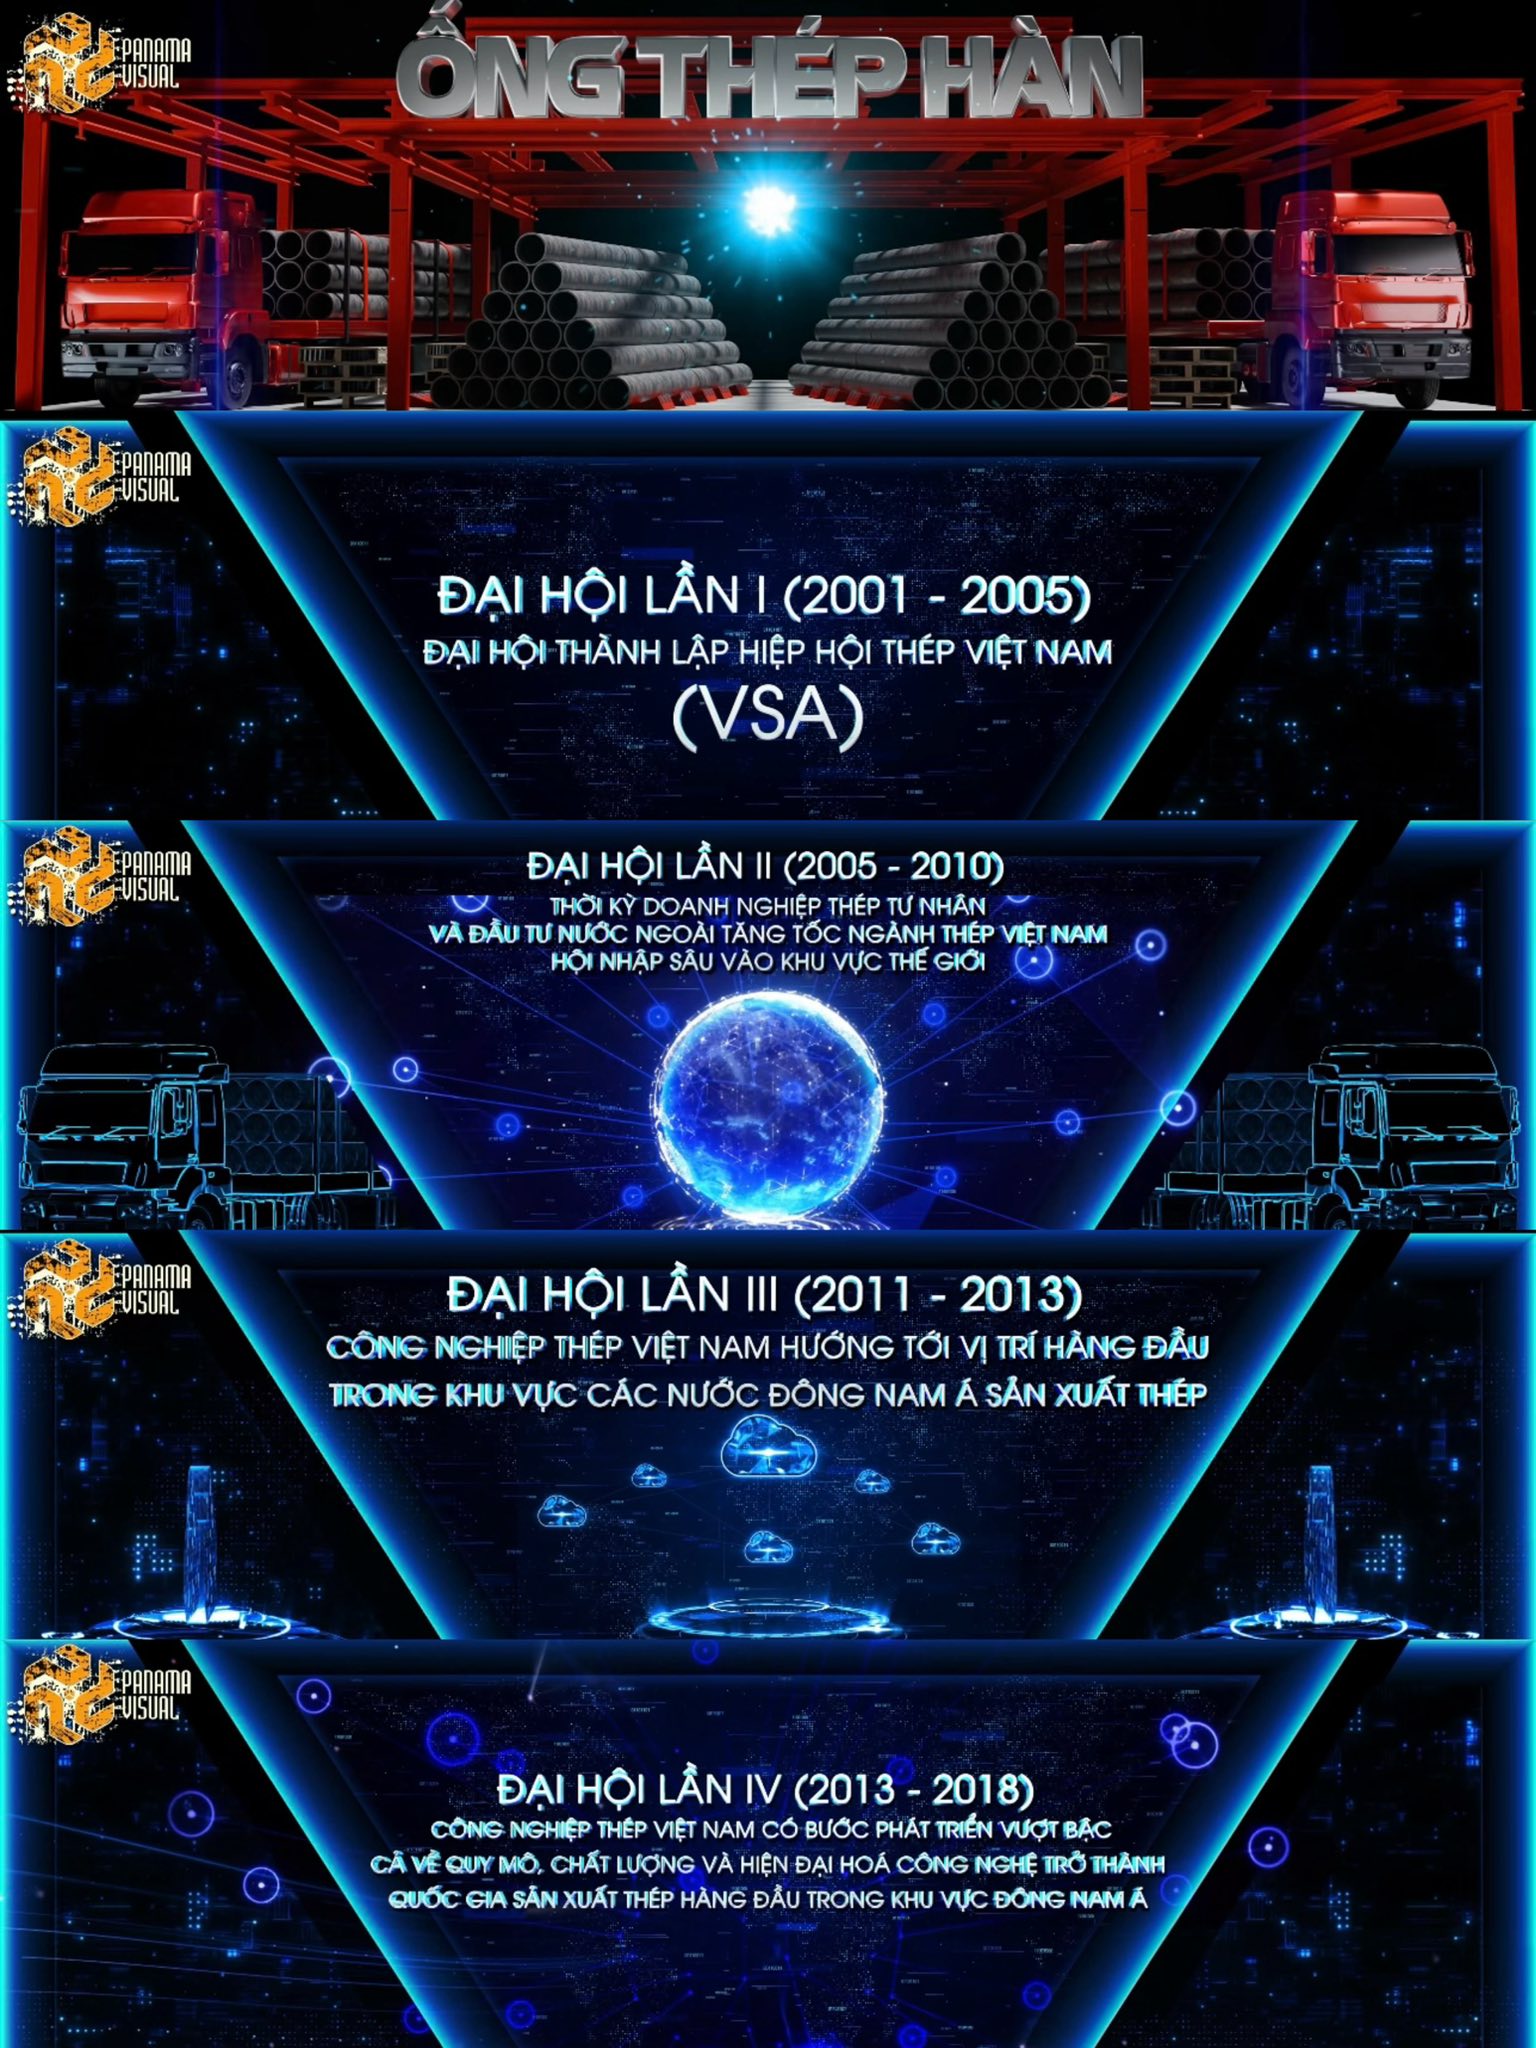 PANAMA
VISUAL
ỐNG THÉP HÀN
PANAMA
VISUAL
ĐẠI HỘI LẦN I (2001 - 2005)
ĐẠI HỘI THÀNH LẬP HIỆP HỘI THÉP VIỆT NAM
(VSA)
PANAMA
VISUAL
ĐẠI HỘI LẦN II (2005 - 2010)
THỜI KỲ DOANH NGHIỆP THÉP TƯ NHÂN
VÀ ĐẦU TƯ NƯỚC NGOÀI TĂNG TỐC NGÀNH THÉP VIỆT NAM
HỘI NHẬP SÂU VÀO KHU VỰC THẾ GIỚI
PANAMA
VISUAL
ĐẠI HỘI LẦN III (2011 - 2013)
CÔNG NGHIỆP THÉP VIỆT NAM HƯỚNG TỚI VỊ TRÍ HÀNG ĐẦU
TRONG KHU VỰC CÁC NƯỚC ĐÔNG NAM Á SẢN XUẤT THÉP
PANAMA
VISUAL
ĐẠI HỘI LẦN IV (2013 - 2018)
CÔNG NGHIỆP THÉP VIỆT NAM CÓ BƯỚC PHÁT TRIỂN VƯỢT BẬC
CẢ VỀ QUY MÔ, CHẤT LƯỢNG VÀ HIỆN ĐẠI HOÁ CÔNG NGHỆ TRỞ THÀNH
QUỐC GIA SẢN XUẤT THÉP HÀNG ĐẦU TRONG KHU VỰC ĐÔNG NAM Á